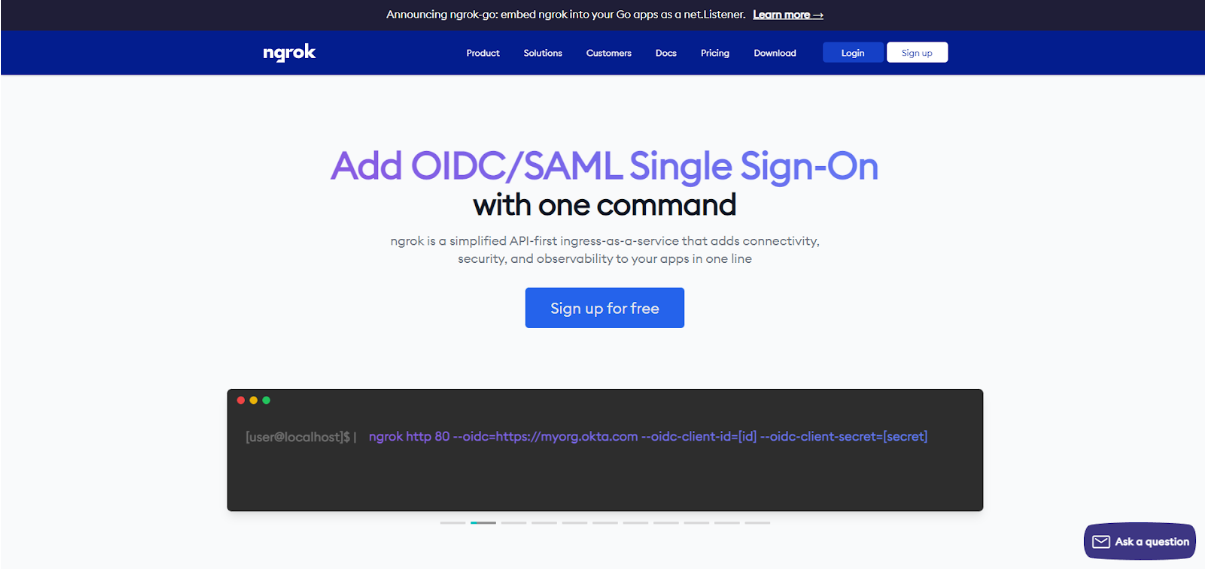 Announcing ngrok-go: embed ngrok into your Go apps as a net.Listener. Learn more →
ngrok Product Solutions Customers Docs Pricing Download Login Sign up
Add OIDC/SAML Single Sign-On
with one command
ngrok is a simplified API-first ingress-as-a-service that adds connectivity,
security, and observability to your apps in one line
Sign up for free
[user@localhost]$ | ngrok http 80 --oidc=https://myorg.okta.com --oidc-client-id=[id] --oidc-client-secret=[secret]
Ask a question